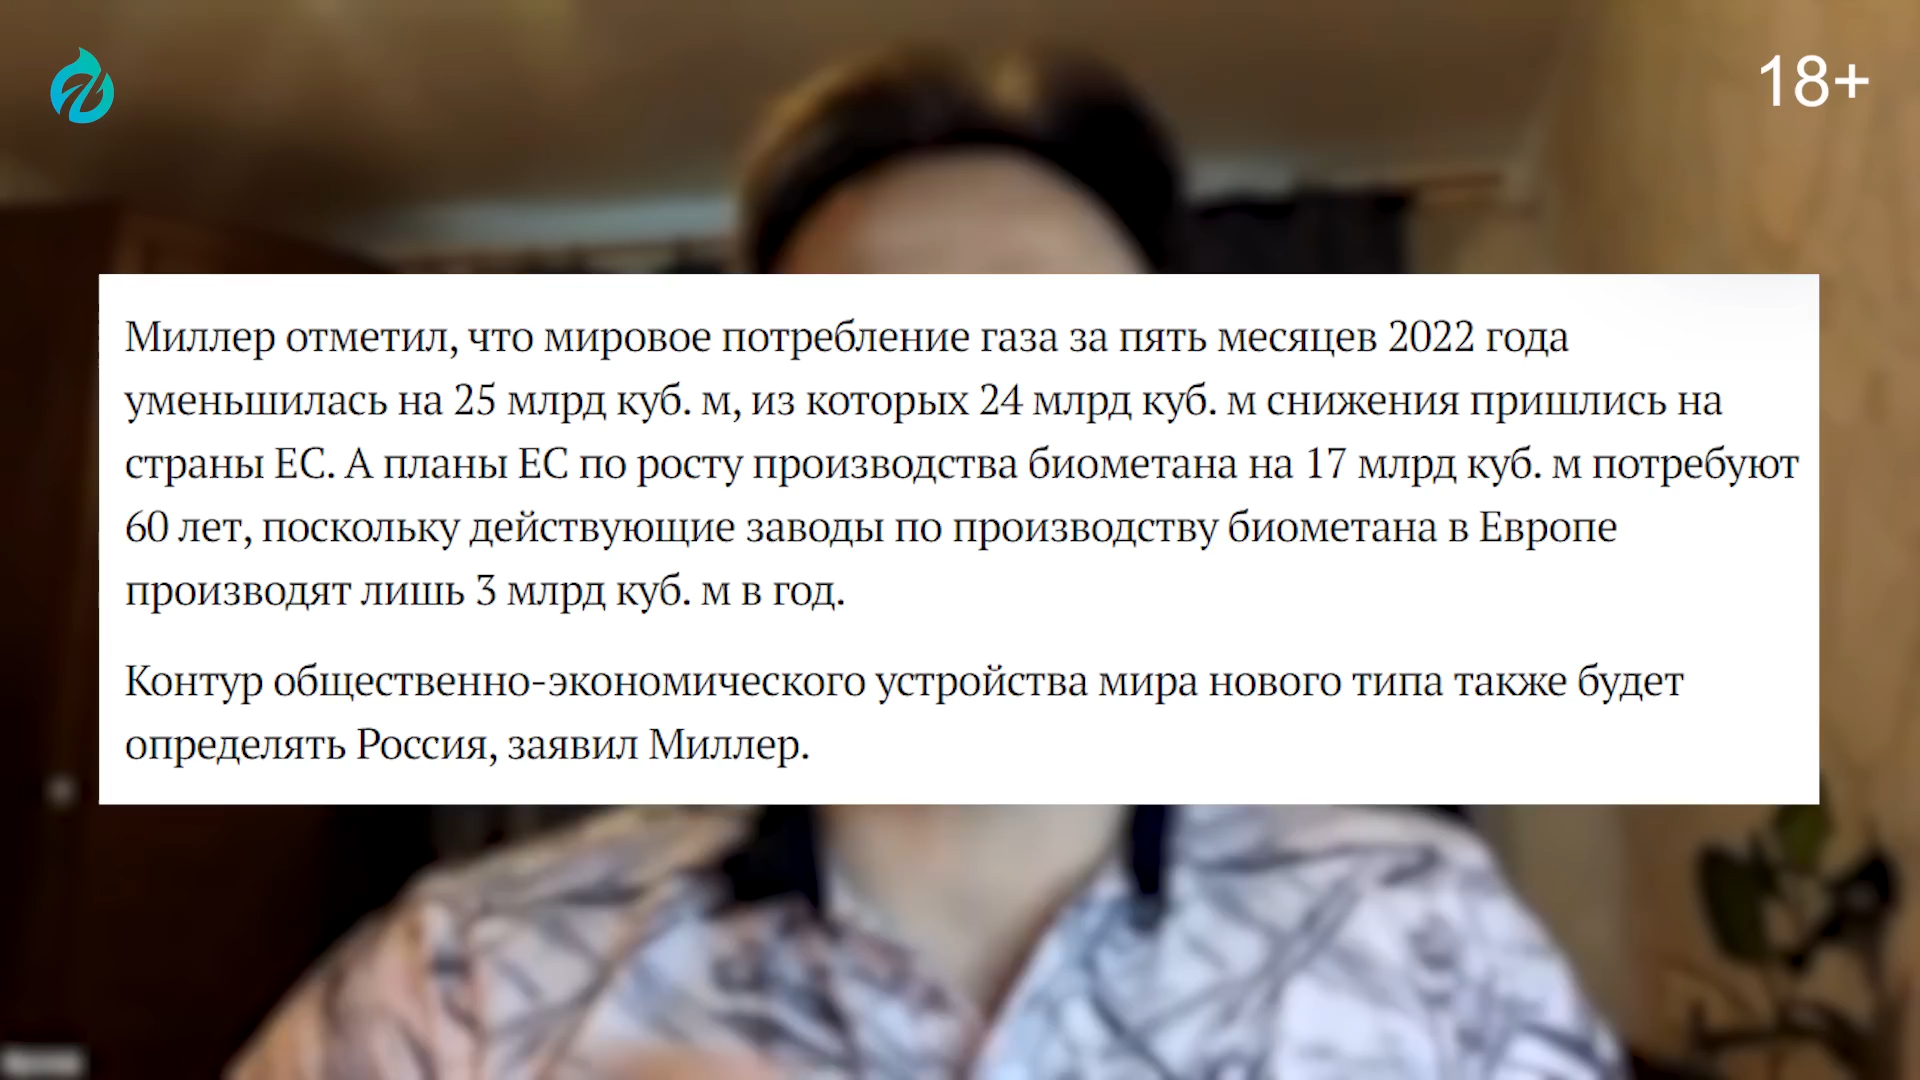 18+
Миллер отметил, что мировое потребление газа за пять месяцев 2022 года
уменьшилась на 25 млрд куб. м, из которых 24 млрд куб. м снижения пришлись на
страны ЕС. А планы ЕС по росту производства биометана на 17 млрд куб. м потребуют
60 лет, поскольку действующие заводы по производству биометана в Европе
производят лишь 3 млрд куб. м в год.
Контур общественно-экономического устройства мира нового типа также будет
определять Россия, заявил Миллер.